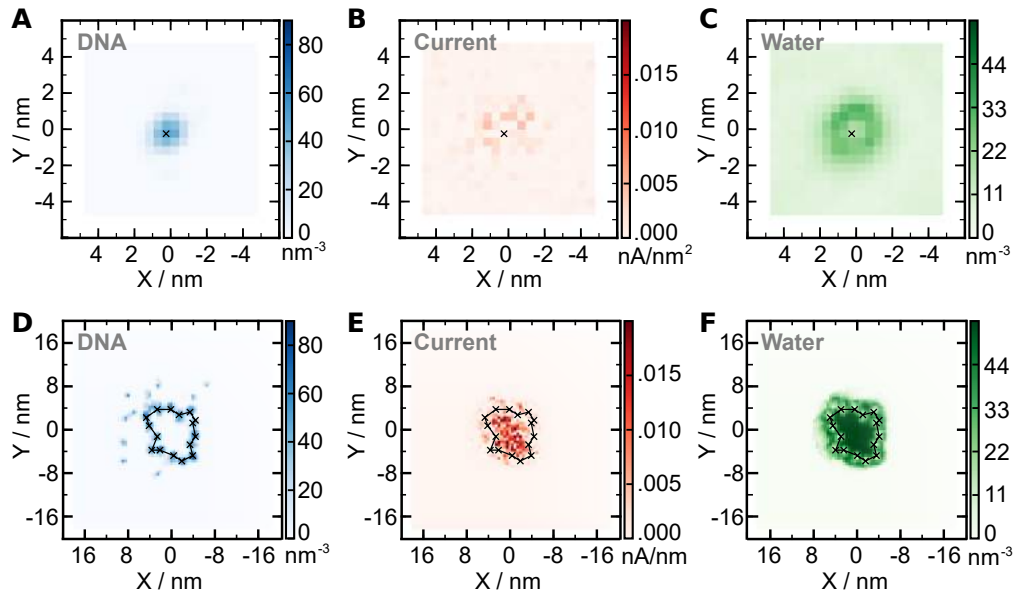 A DNA
B Current
C Water
Y / nm
4
2
0
-2
-4
4 2 0 -2 -4
X / nm
80
60
40
20
0
nm-3
Y / nm
4
2
0
-2
-4
4 2 0 -2 -4
X / nm
.015
.010
.005
.000
nA/nm2
Y / nm
4
2
0
-2
-4
4 2 0 -2 -4
X / nm
44
33
22
11
0
nm-3
D DNA
E Current
F Water
Y / nm
16
8
0
-8
-16
16 8 0 -8 -16
X / nm
80
60
40
20
0
nm-3
Y / nm
16
8
0
-8
-16
16 8 0 -8 -16
X / nm
.015
.010
.005
.000
nA/nm
Y / nm
16
8
0
-8
-16
16 8 0 -8 -16
X / nm
44
33
22
11
0
nm-3